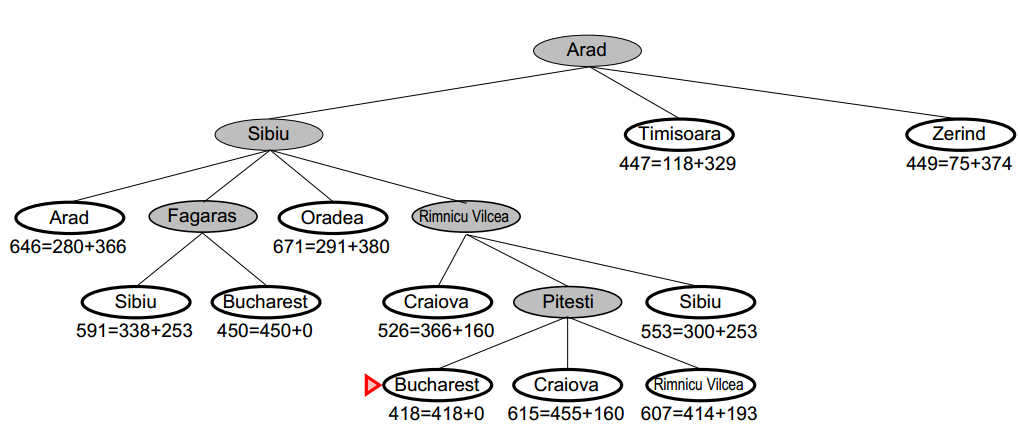 Arad
Sibiu
Timisoara
Zerind
447=118+329
449=75+374
Arad
Fagaras
Oradea
Rimnicu Vilcea
646=280+366
671=291+380
Sibiu
Bucharest
Craiova
Pitesti
Sibiu
591=338+253
450=450+0
526=366+160
553=300+253
Bucharest
Craiova
Rimnicu Vilcea
418=418+0
615=455+160
607=414+193